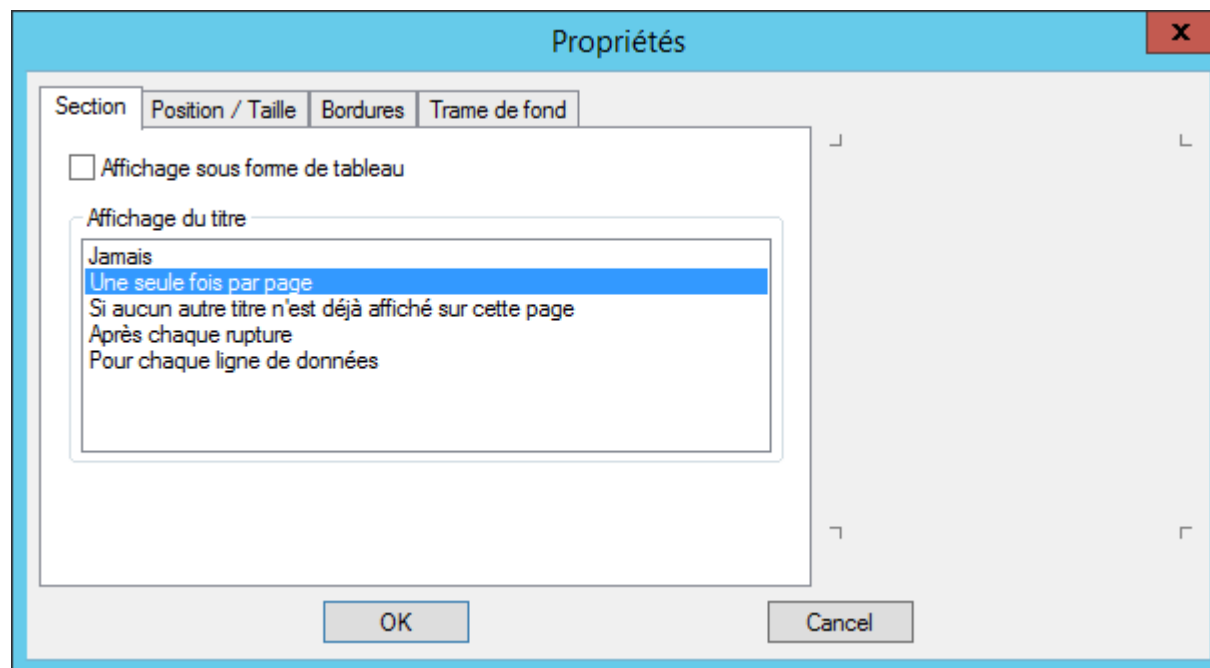 Propriétés
x
Section Position / Taille Bordures Trame de fond
Affichage sous forme de tableau
Affichage du titre
Jamais
Une seule fois par page
Si aucun autre titre n'est déjà affiché sur cette page
Après chaque rupture
Pour chaque ligne de données
OK Cancel